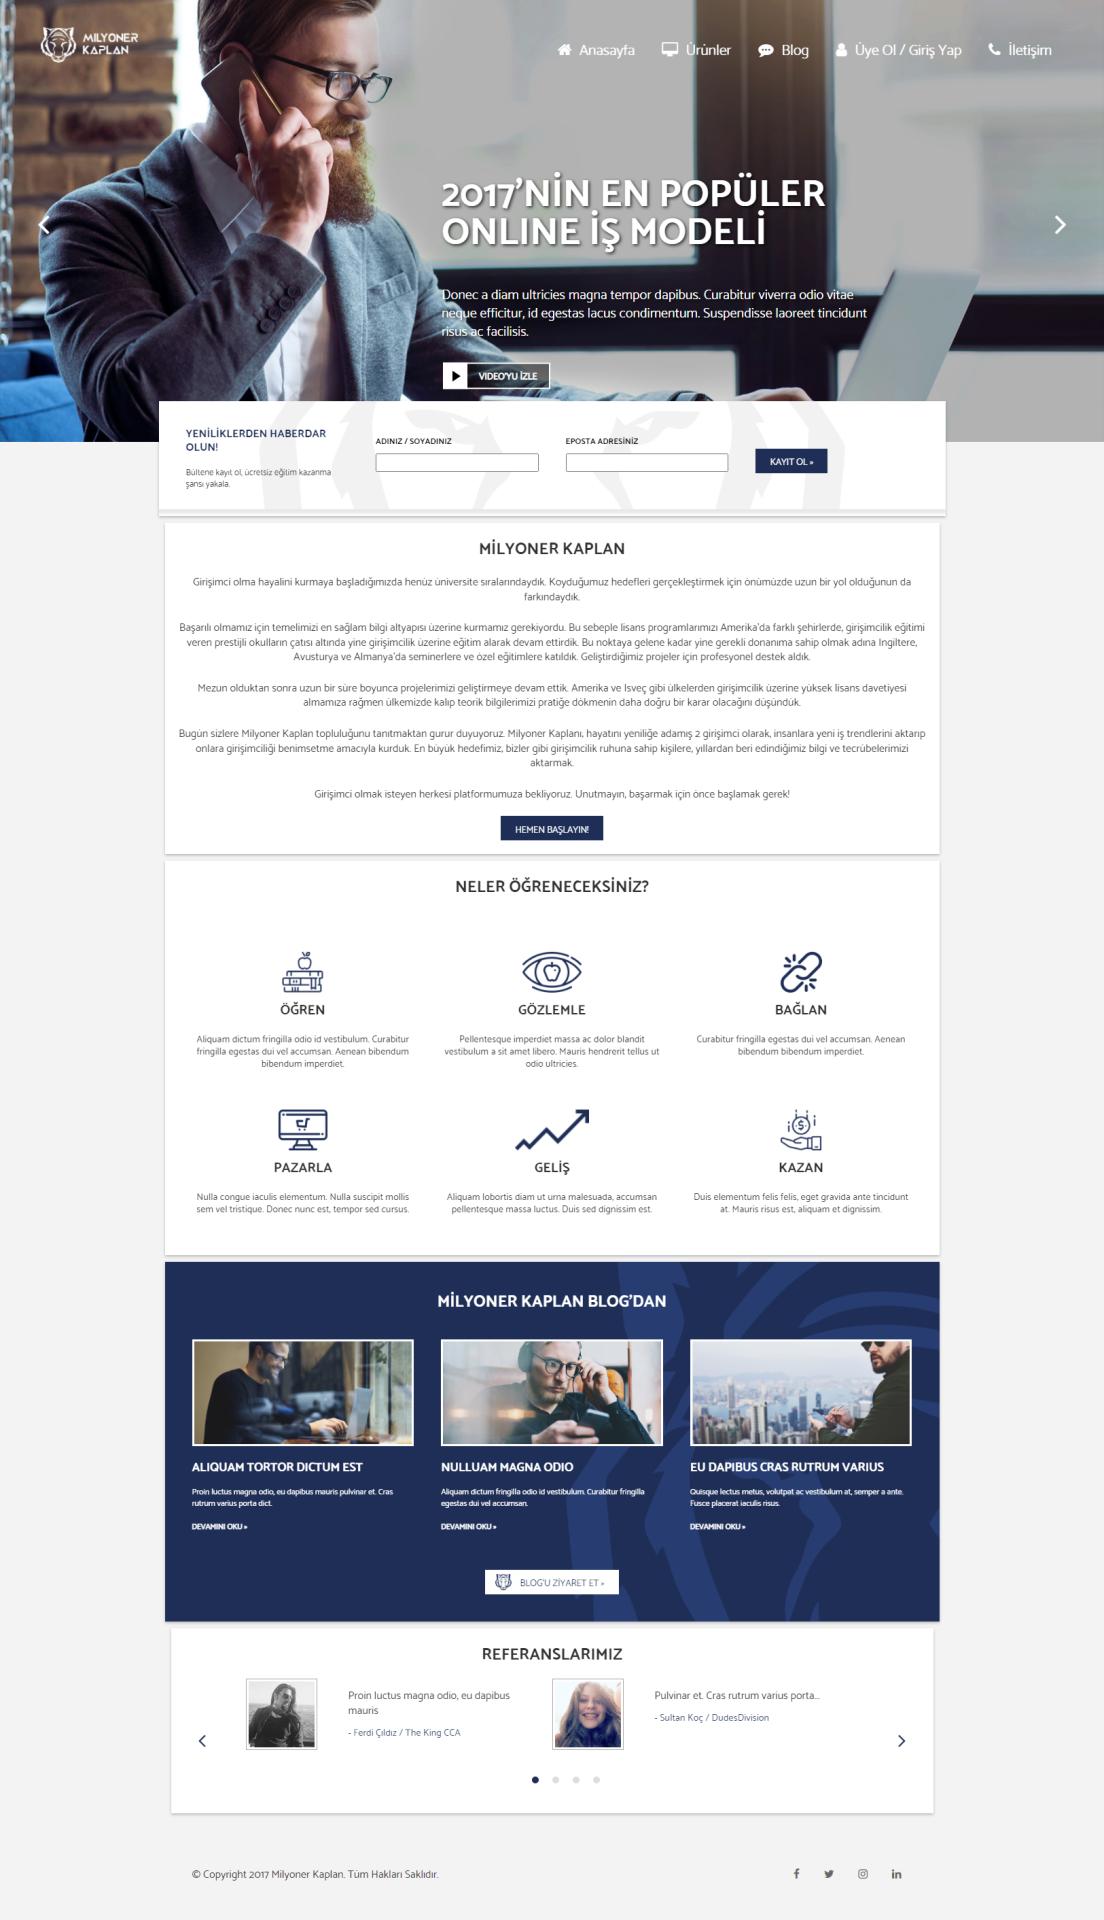 MILYONER
KAPLAN
Anasayfa
Ürünler
Blog
Üye Ol / Giriş Yap
İletişim
2017'NİN EN POPÜLER
ONLINE İŞ MODELİ
Donec a diam ultricies magna tempor dapibus. Curabitur viverra odio vitae
neque efficitur, id egestas lacus condimentum. Suspendisse laoreet tincidunt
risus ac facilisis.
VIDEO'YU İZLE
YENİLİKLERDEN HABERDAR
OLUN!
Bültene kayıt ol, ücretsiz eğitim kazanma
şansı yakala.
ADINIZ / SOYADINIZ
EPOSTA ADRESİNİZ
KAYIT OL »
MİLYONER KAPLAN
Girişimci olma hayalini kurmaya başladığımızda henüz üniversite sıralarındaydık. Koyduğumuz hedefleri gerçekleştirmek için önümüzde uzun bir yol olduğunun da
farkındaydık.
Başarılı olmamız için temelimizi en sağlam bilgi altyapısı üzerine kurmamız gerekiyordu. Bu sebeple lisans programlarımızı Amerika'da farklı şehirlerde, girişimcilik eğitimi
veren prestijli okulların çatısı altında yine girişimcilik üzerine eğitim alarak devam ettirdik. Bu noktaya gelene kadar yine gerekli donanıma sahip olmak adına Ingiltere,
Avusturya ve Almanya'da seminerlere ve özel eğitimlere katıldık. Geliştirdiğimiz projeler için profesyonel destek aldık.
Mezun olduktan sonra uzun bir süre boyunca projelerimizi geliştirmeye devam ettik. Amerika ve Isveç gibi ülkelerden girişimcilik üzerine yüksek lisans davetiyesi
almamıza rağmen ülkemizde kalıp teorik bilgilerimizi pratiğe dökmenin daha doğru bir karar olacağını düşündük.
Bugün sizlere Milyoner Kaplan topluluğunu tanıtmaktan gurur duyuyoruz. Milyoner Kaplanı, hayatını yeniliğe adamış 2 girişimci olarak, insanlara yeni iş trendlerini aktarıp
onlara girişimciliği benimsetme amacıyla kurduk. En büyük hedefimiz, bizler gibi girişimcilik ruhuna sahip kişilere, yıllardan beri edindiğimiz bilgi ve tecrübelerimizi
aktarmak.
Girişimci olmak isteyen herkesi platformumuza bekliyoruz. Unutmayın, başarmak için önce başlamak gerek!
HEMEN BAŞLAYIN!
NELER ÖĞRENECEKSİNİZ?
ÖĞREN
Aliquam dictum fringilla odio id vestibulum. Curabitur
fringilla egestas dui vel accumsan. Aenean bibendum
bibendum imperdiet.
GÖZLEMLE
Pellentesque imperdiet massa ac dolor blandit
vestibulum a sit amet libero. Mauris hendrerit tellus ut
odio ultricies.
BAĞLAN
Curabitur fringilla egestas dui vel accumsan. Aenean
bibendum bibendum imperdiet.
PAZARLA
Nulla congue iaculis elementum. Nulla suscipit mollis
sem vel tristique. Donec nunc est, tempor sed cursus.
GELİŞ
Aliquam lobortis diam ut urna malesuada, accumsan
pellentesque massa luctus. Duis sed dignissim est.
KAZAN
Duis elementum felis felis, eget gravida ante tincidunt
at. Mauris risus est, aliquam et dignissim.
MİLYONER KAPLAN BLOG'DAN
ALIQUAM TORTOR DICTUM EST
Proin luctus magna odio, eu dapibus mauris pulvinar et. Cras
rutrum varius porta dict.
DEVAMINI OKU »
NULLUAM MAGNA ODIO
Aliquam dictum fringilla odio id vestibulum. Curabitur fringilla
egestas dui vel accumsan.
DEVAMINI OKU »
EU DAPIBUS CRAS RUTRUM VARIUS
Quisque lectus metus, volutpat ac vestibulum at, semper a ante.
Fusce placerat iaculis risus.
DEVAMINI OKU »
BLOG'U ZİYARET ET »
REFERANSLARIMIZ
Proin luctus magna odio, eu dapibus
mauris
- Ferdi Çıldız / The King CCA
Pulvinar et. Cras rutrum varius porta...
- Sultan Koç / DudesDivision
© Copyright 2017 Milyoner Kaplan. Tüm Hakları Saklıdır.